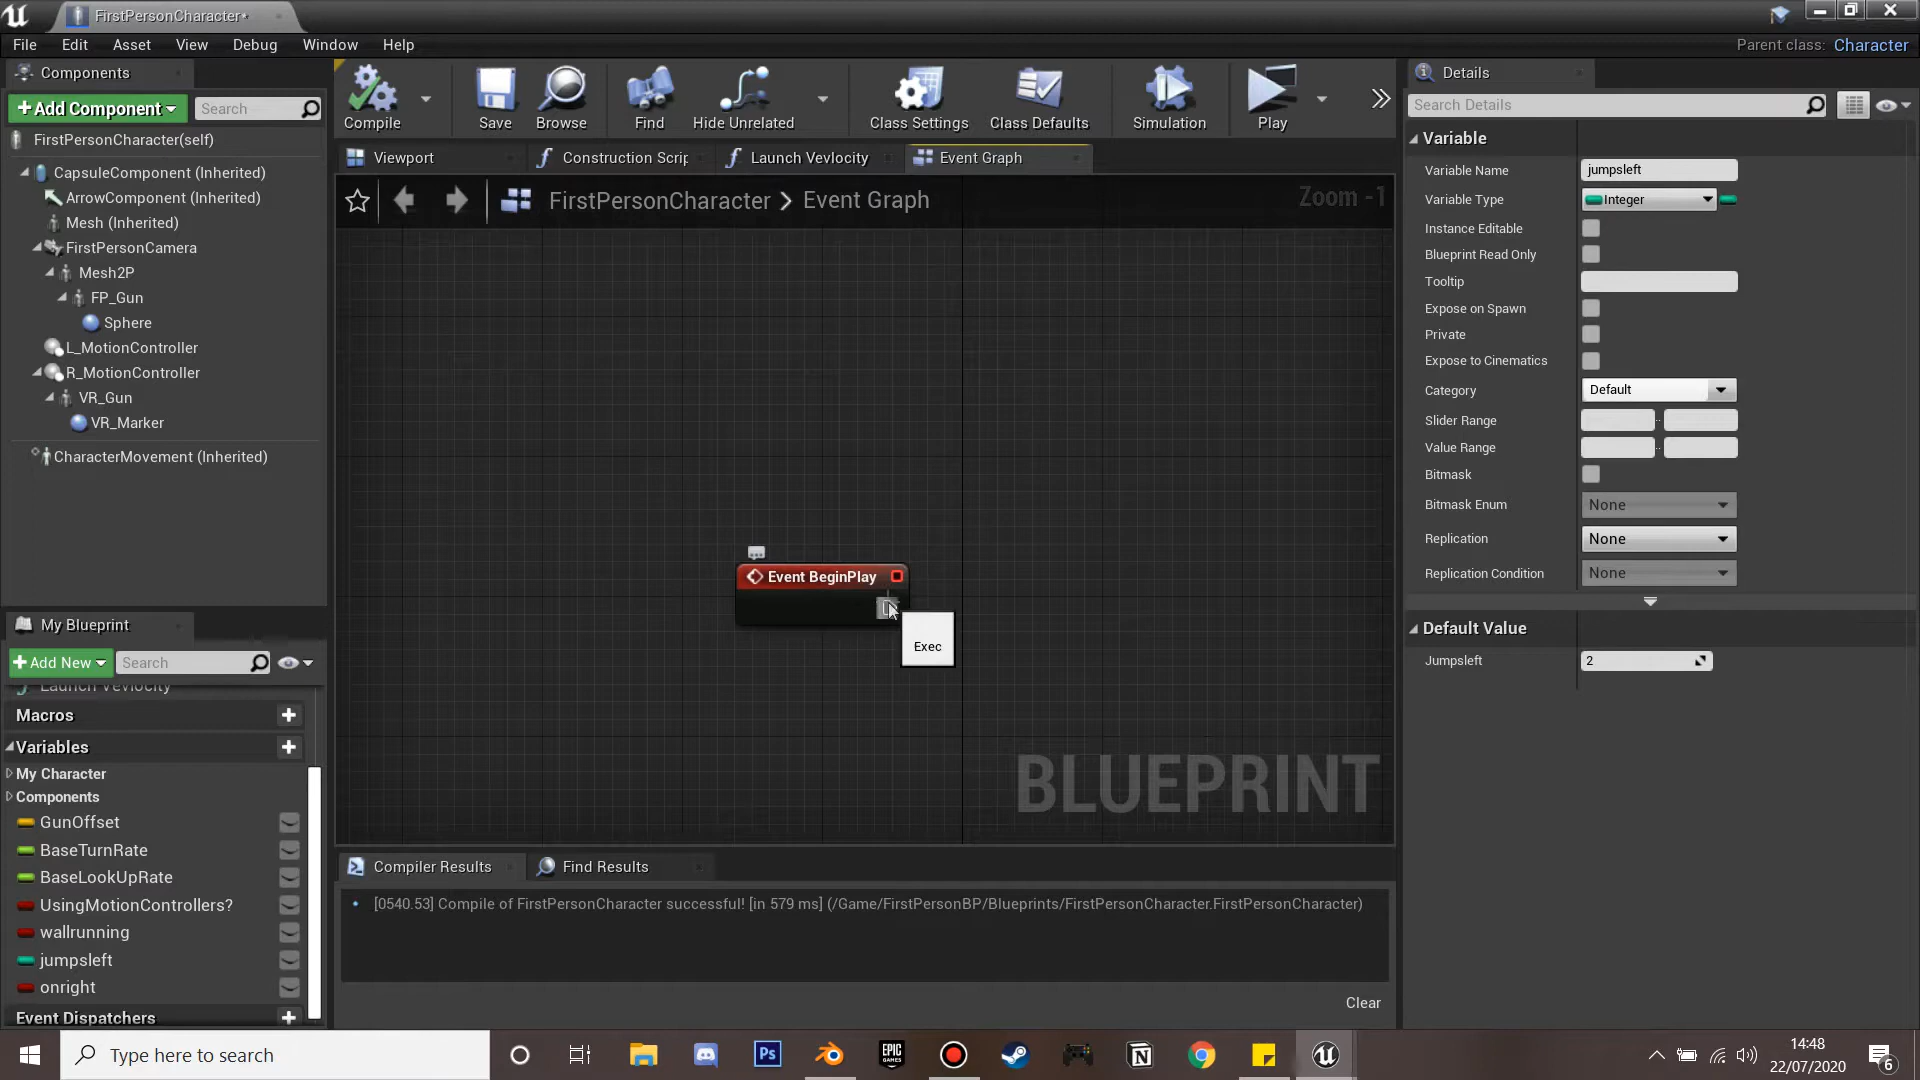 FirstPersonCharacter*
File Edit Asset View Debug Window Help
Parent class: Character
Components
+Add Component
Search
FirstPersonCharacter(self)
CapsuleComponent (Inherited)
ArrowComponent (Inherited)
Mesh (Inherited)
FirstPersonCamera
Mesh2P
FP_Gun
Sphere
L_MotionController
R_MotionController
VR_Gun
VR_Marker
CharacterMovement (Inherited)
My Blueprint
+Add New
Search
Launch Vevlocity
Macros
Variables
My Character
Components
GunOffset
BaseTurnRate
BaseLookUpRate
UsingMotionControllers?
wallrunning
jumpsleft
onright
Event Dispatchers
Compile
Save
Browse
Find
Hide Unrelated
Class Settings
Class Defaults
Simulation
Play
Viewport
Construction Scrip
Launch Vevlocity
Event Graph
FirstPersonCharacter > Event Graph
Zoom -1
Event BeginPlay
Exec
BLUEPRINT
Compiler Results
Find Results
[0540.53] Compile of FirstPersonCharacter successful! [in 579 ms] (/Game/FirstPersonBP/Blueprints/FirstPersonCharacter.FirstPersonCharacter)
Clear
Details
Search Details
Variable
Variable Name jumpsleft
Variable Type Integer
Instance Editable
Blueprint Read Only
Tooltip
Expose on Spawn
Private
Expose to Cinematics
Category Default
Slider Range
Value Range
Bitmask
Bitmask Enum None
Replication None
Replication Condition None
Default Value
Jumpsleft 2
Type here to search
Ps
EPIC GAMES
14:48
22/07/2020
6